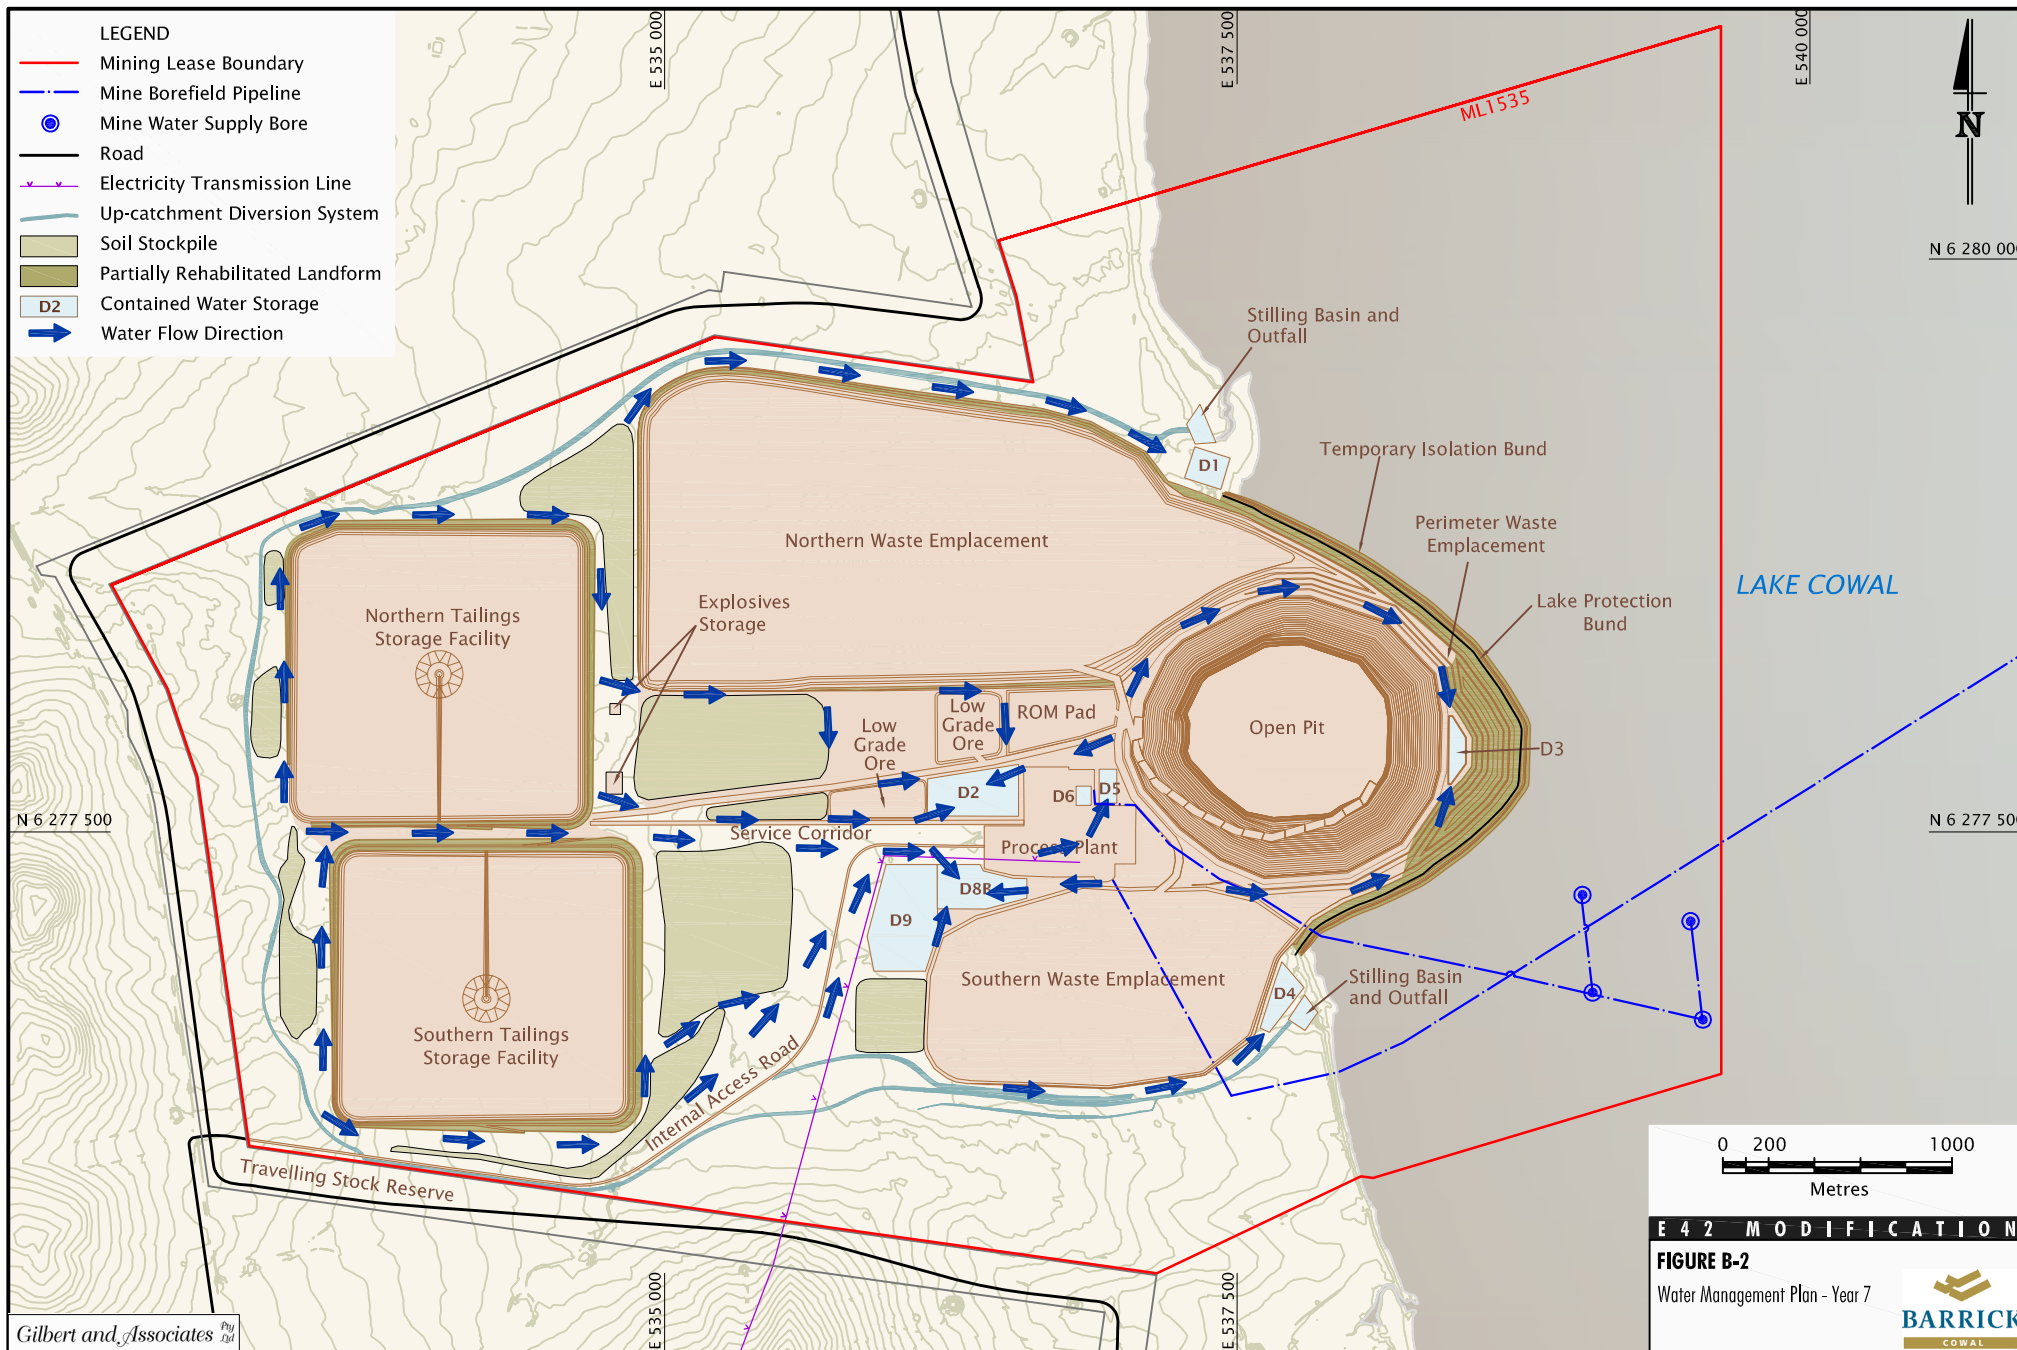 LEGEND
Mining Lease Boundary
Mine Borefield Pipeline
Mine Water Supply Bore
Road
Electricity Transmission Line
Up-catchment Diversion System
Soil Stockpile
Partially Rehabilitated Landform
D2
Contained Water Storage
Water Flow Direction
E 535 000
E 537 500
E 540 000
N
ML1535
N 6 280 000
Stilling Basin and
Outfall
D1
Temporary Isolation Bund
Perimeter Waste
Emplacement
Northern Waste Emplacement
LAKE COWAL
Lake Protection
Bund
Northern Tailings
Storage Facility
Explosives
Storage
Low
Grade
Ore
ROM Pad
Low
Grade
Ore
Open Pit
D3
D2
D6
D5
N 6 277 500
N 6 277 500
Service Corridor
Process Plant
D8B
D9
Southern Waste Emplacement
D4
Stilling Basin
and Outfall
Southern Tailings
Storage Facility
Internal Access Road
Travelling Stock Reserve
E 535 000
E 537 500
0 200 1000
Metres
E42 MODIFICATION
FIGURE B-2
Water Management Plan - Year 7
BARRICK
COWAL
Gilbert and Associates Pty Ltd